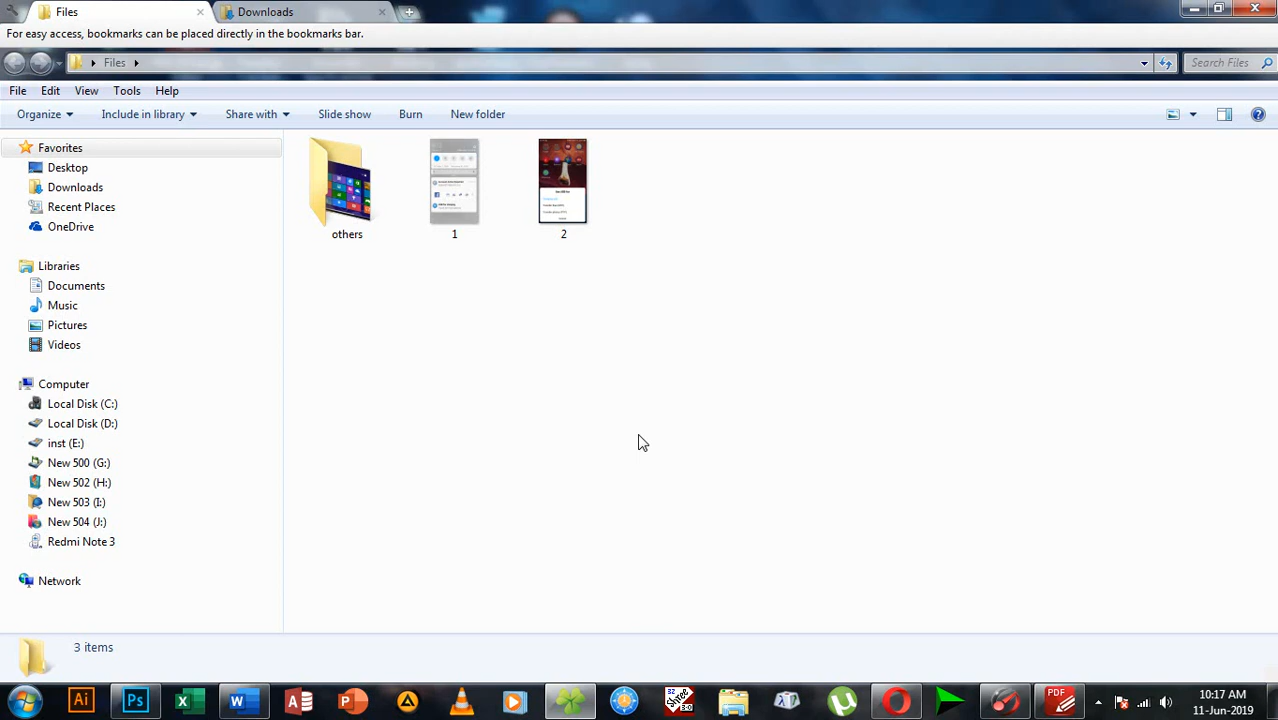 Files
Downloads
For easy access, bookmarks can be placed directly in the bookmarks bar.
Files
Search Files
File Edit View Tools Help
Organize Include in library Share with Slide show Burn New folder
Favorites
Desktop
Downloads
Recent Places
OneDrive
Libraries
Documents
Music
Pictures
Videos
Computer
Local Disk (C:)
Local Disk (D:)
inst (E:)
New 500 (G:)
New 502 (H:)
New 503 (I:)
New 504 (J:)
Redmi Note 3
Network
others
1
2
3 items
Ai
Ps
PDF
10:17 AM
11-Jun-2019